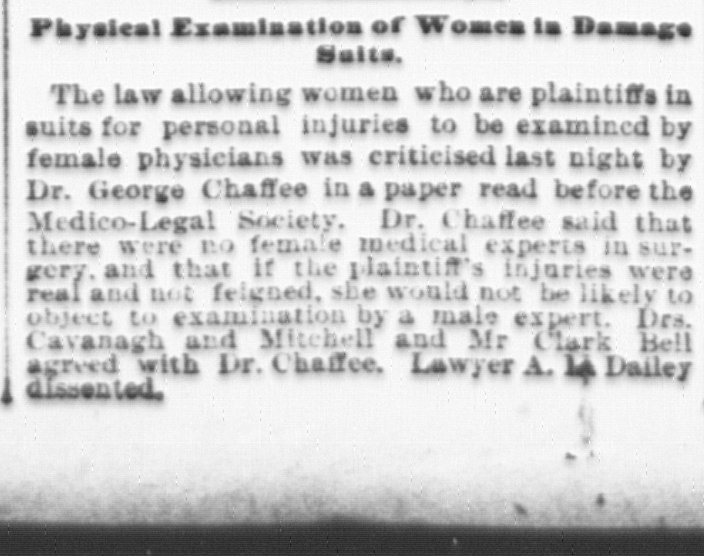 Physical Examination of Women in Damage
Suits.
The law allowing women who are plaintiffs in
suits for personal injuries to be examined by
female physicians was criticised last night by
Dr. George Chaffee in a paper read before the
Medico-Legal Society. Dr. Chaffee said that
there were no female medical experts in sur-
gery, and that if the plaintiff's injuries were
real and not feigned, she would not be likely to
object to examination by a male expert. Drs.
Cavanagh and Mitchell and Mr Clark Bell
agreed with Dr. Chaffee. Lawyer A. Dailey
dissented.